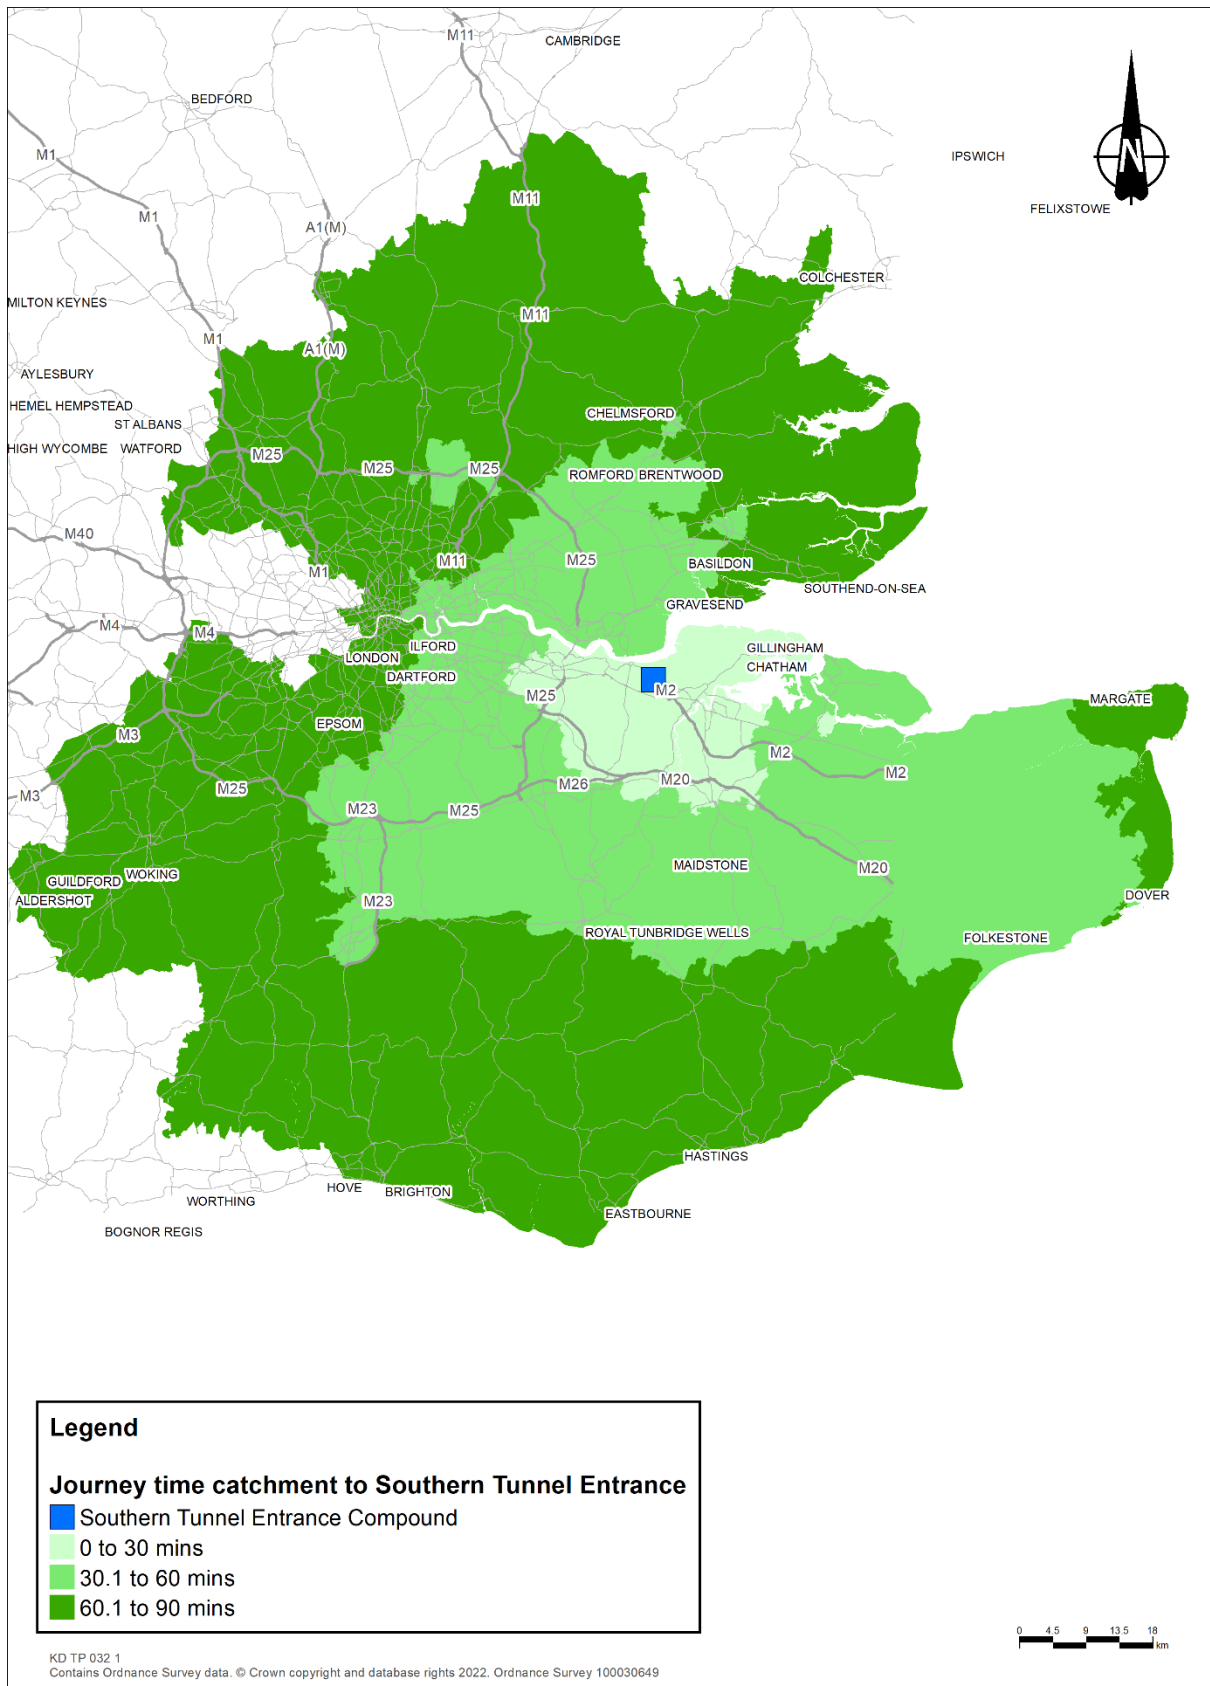 M11
CAMBRIDGE
BEDFORD
M1
IPSWICH
N
M11
FELIXSTOWE
M1
A1(M)
COLCHESTER
MILTON KEYNES
M11
M1
A1(M)
AYLESBURY
HEMEL HEMPSTEAD
CHELMSFORD
ST ALBANS
HIGH WYCOMBE
WATFORD
M25
M25
M25
ROMFORD
BRENTWOOD
M40
M11
M25
BASILDON
M1
SOUTHEND-ON-SEA
GRAVESEND
M4
M4
ILFORD
GILLINGHAM
LONDON
CHATHAM
DARTFORD
M2
M25
MARGATE
EPSOM
M3
M2
M2
M20
M26
M25
M3
M23
M25
MAIDSTONE
M20
WOKING
GUILDFORD
ALDERSHOT
M23
DOVER
ROYAL TUNBRIDGE WELLS
FOLKESTONE
HASTINGS
HOVE
BRIGHTON
WORTHING
EASTBOURNE
BOGNOR REGIS
Legend
Journey time catchment to Southern Tunnel Entrance
Southern Tunnel Entrance Compound
0 to 30 mins
30.1 to 60 mins
60.1 to 90 mins
0 4.5 9 13.5 18
km
KD TP 032 1
Contains Ordnance Survey data. © Crown copyright and database rights 2022. Ordnance Survey 100030649